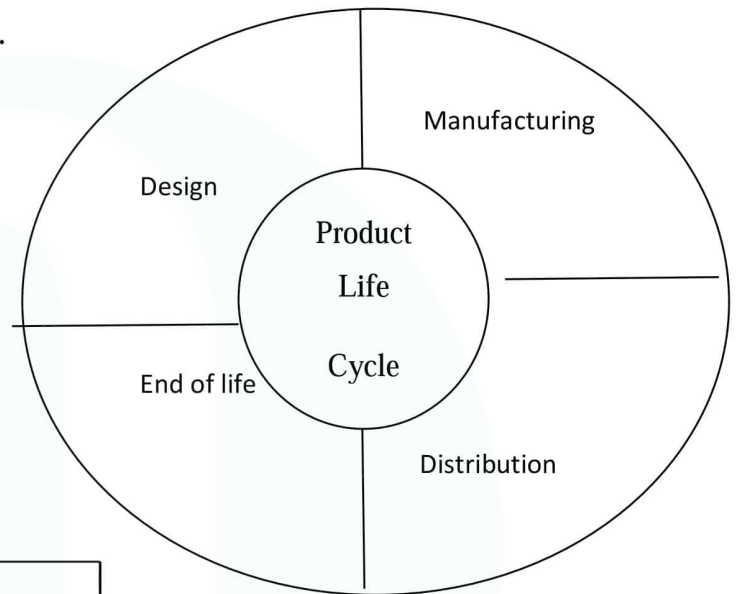 .
Manufacturing
Design
Product
Life
Cycle
End of life
Distribution